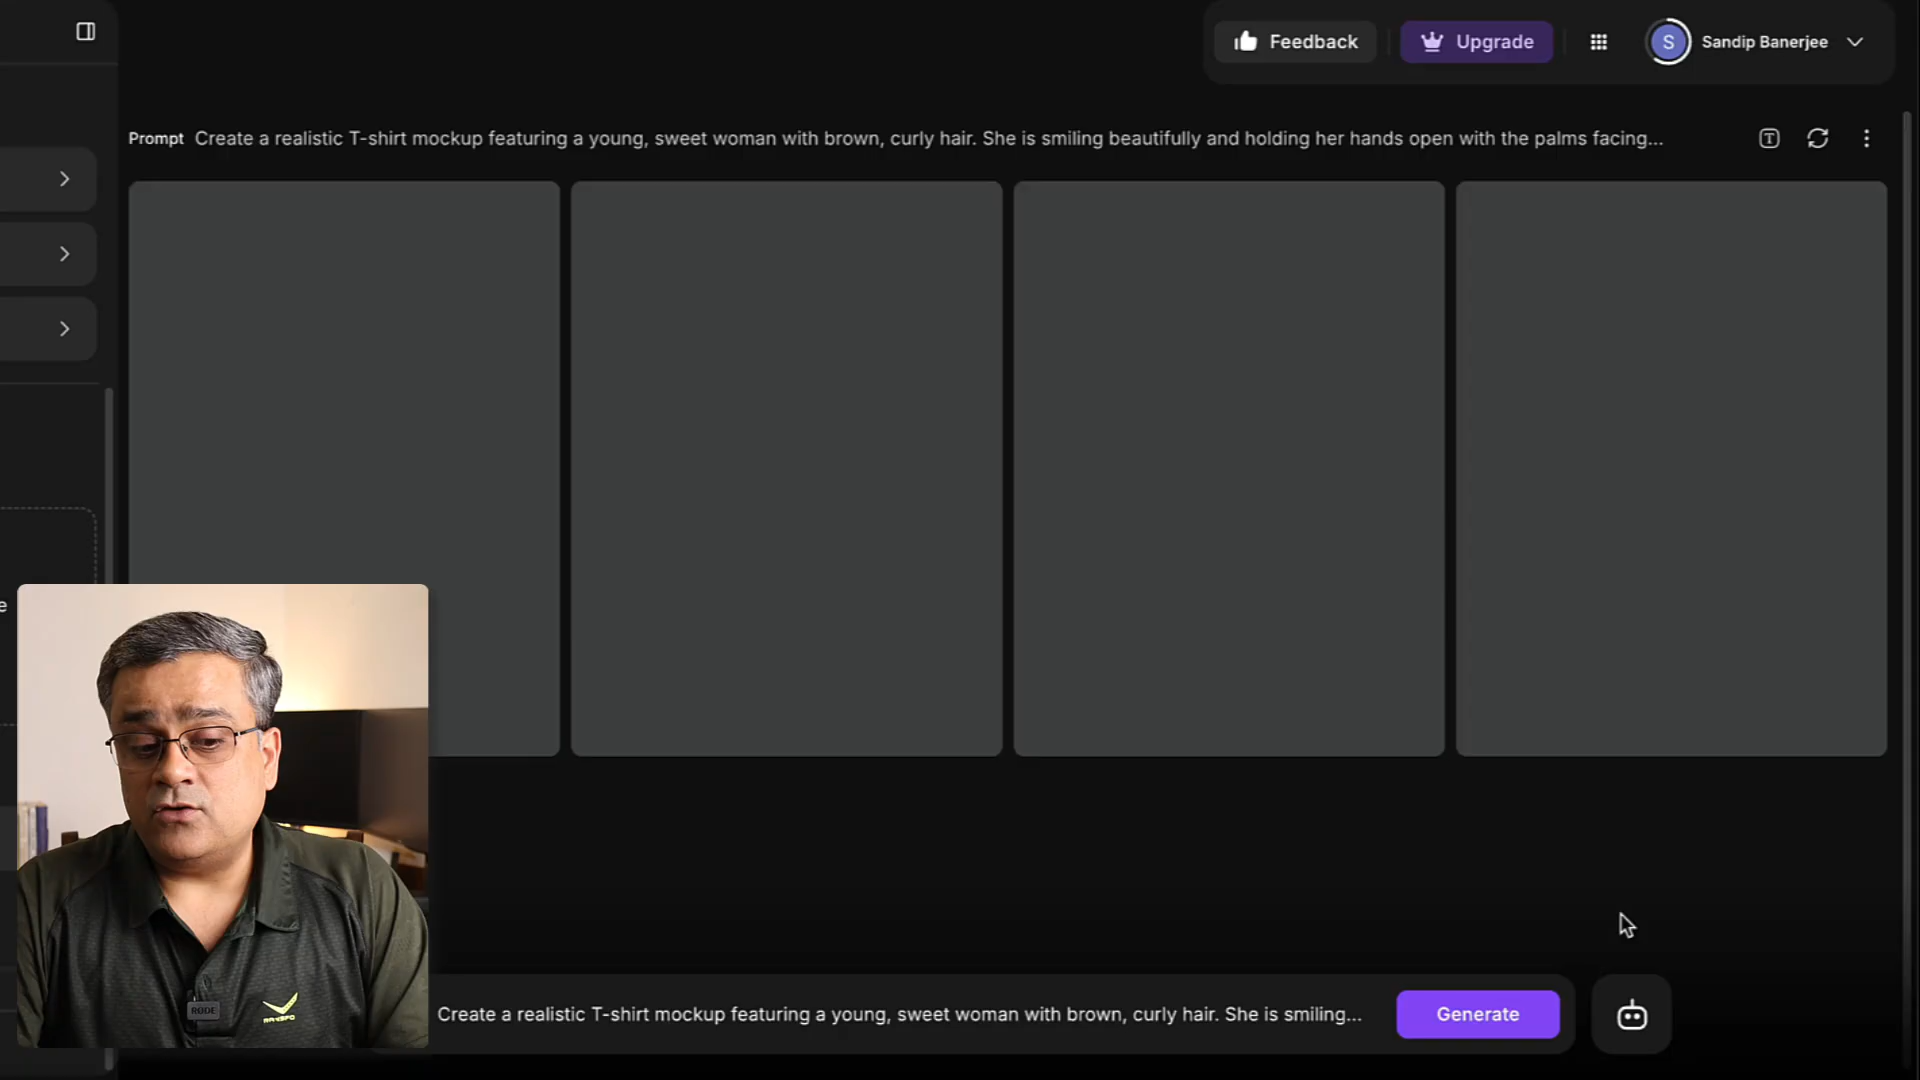 Feedback
Upgrade
S
Sandip Banerjee
Prompt Create a realistic T-shirt mockup featuring a young, sweet woman with brown, curly hair. She is smiling beautifully and holding her hands open with the palms facing...
e
RODE
Create a realistic T-shirt mockup featuring a young, sweet woman with brown, curly hair. She is smiling...
Generate